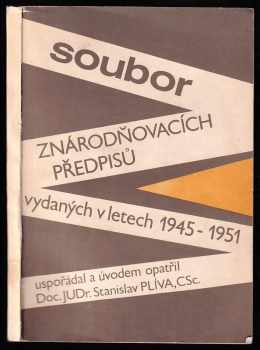 soubor
ZNÁRODŇOVACÍCH
PŘEDPISŮ
vydaných v letech 1945-1951
uspořádal a úvodem opatřil
Doc. JUDr. Stanislav PLÍVA, CSc.